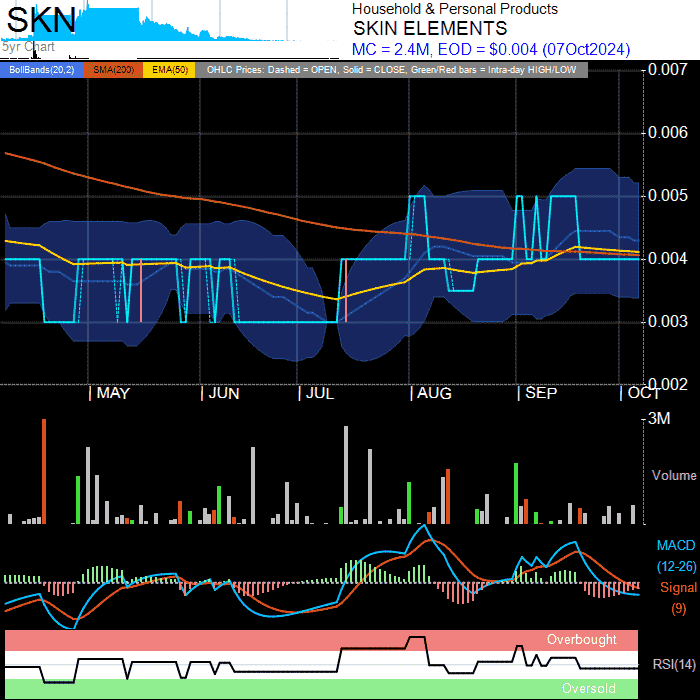 SKN
5yr Chart
Household & Personal Products
SKIN ELEMENTS
MC = 2.4M, EOD = $0.004 (07Oct2024)
BollBands(20,2) SMA(200) EMA(50) OHLC Prices: Dashed = OPEN, Solid = CLOSE, Green/Red bars = Intra-day HIGH/LOW
0.007
0.006
0.005
0.004
0.003
0.002
MAY JUN JUL AUG SEP OCT
3M
Volume
MACD
(12-26)
Signal
(9)
Overbought
RSI(14)
Oversold